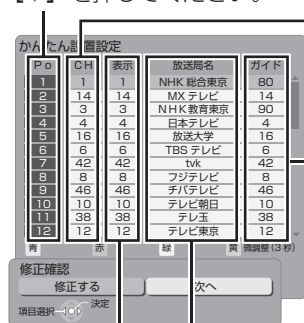 【▼】を押してください。
かんたん設置設定
Po CH 表示 放送局名 ガイド
1 1 1 NHK 総合東京 80
2 14 14 MX テレビ 14
3 3 3 NHK教育東京 90
4 4 4 日本テレビ 4
5 16 16 放送大学 16
6 6 6 TBS テレビ 6
7 42 42 tvk 42
8 8 8 フジテレビ 8
9 46 46 チバテレビ 46
10 10 10 テレビ朝日 10
11 38 38 テレ玉 38
12 12 12 テレビ東京 12
青 赤 緑 黄 微調整(3秒)
修正確認
修正する 次へ
項目選択 決定